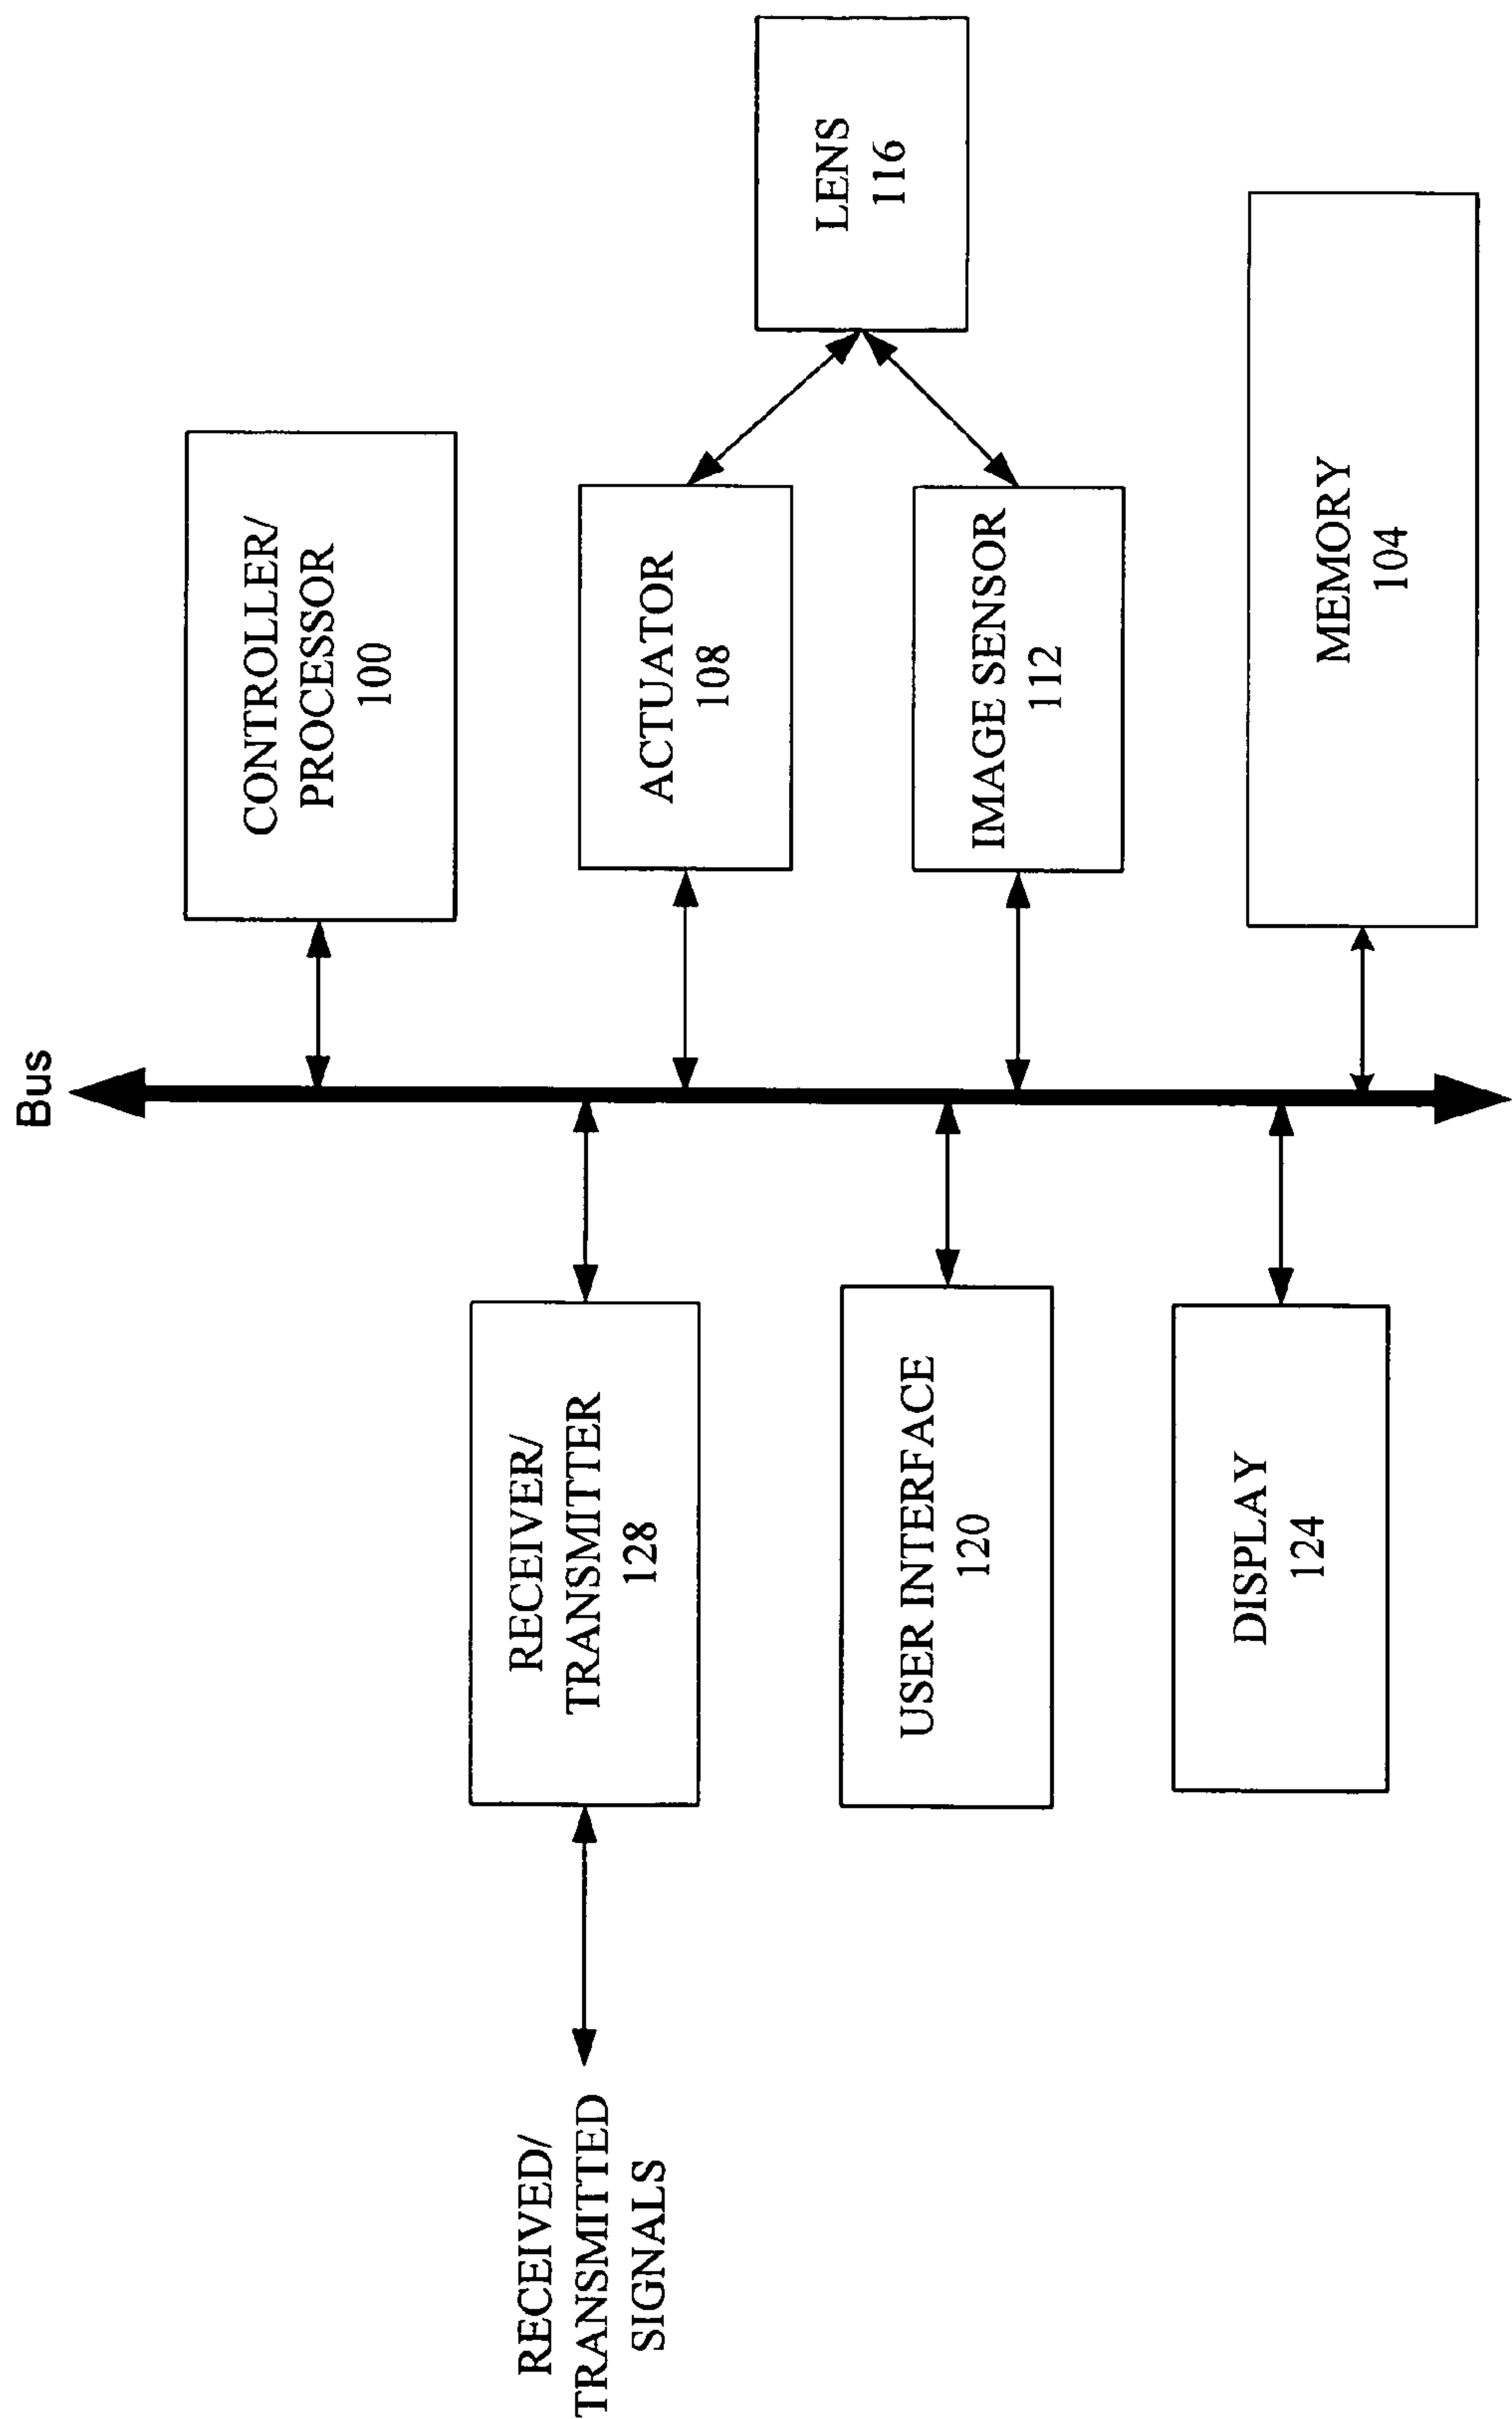 Bus
CONTROLLER/
PROCESSOR
100
RECEIVED/
TRANSMITTED
SIGNALS
RECEIVER/
TRANSMITTER
128
ACTUATOR
108
LENS
116
USER INTERFACE
120
IMAGE SENSOR
112
DISPLAY
124
MEMORY
104